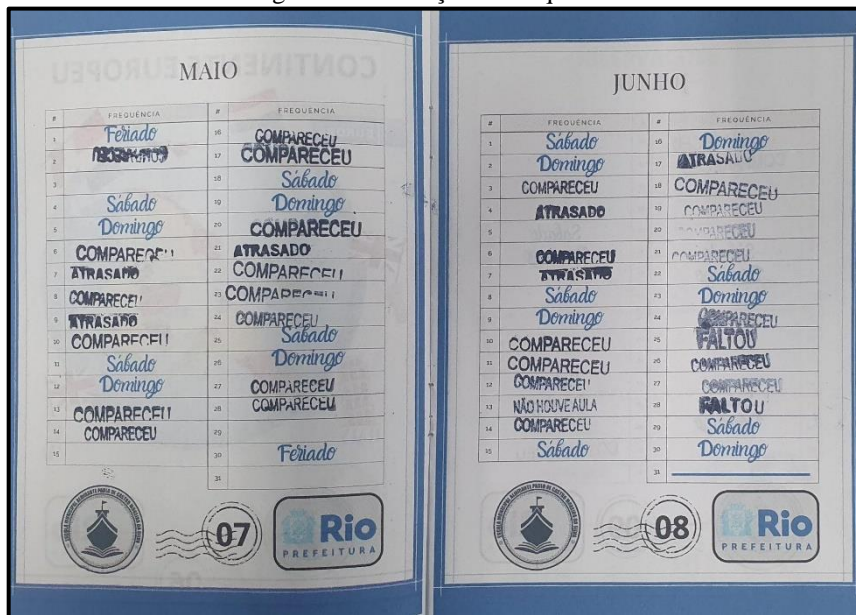 MAIO
# FREQUÊNCIA
1 Feriado
2
3
4 Sábado
5 Domingo
6 COMPARECEU
7 ATRASADO
8 COMPARECEU
9 ATRASADO
10 COMPARECEU
11 Sábado
12 Domingo
13 COMPARECEU
14 COMPARECEU
15
# FREQUÊNCIA
16 COMPARECEU
17 COMPARECEU
18 Sábado
19 Domingo
20 COMPARECEU
21 ATRASADO
22 COMPARECEU
23 COMPARECEU
24 COMPARECEU
25 Sábado
26 Domingo
27 COMPARECEU
28 COMPARECEU
29
30 Feriado
31
07
Rio
PREFEITURA
JUNHO
# FREQUÊNCIA
1 Sábado
2 Domingo
3 COMPARECEU
4 ATRASADO
5
6 COMPARECEU
7 ATRASADO
8 Sábado
9 Domingo
10 COMPARECEU
11 COMPARECEU
12 COMPARECEU
13 NÃO HOUVE AULA
14 COMPARECEU
15 Sábado
# FREQUÊNCIA
16 Domingo
17 ATRASADO
18 COMPARECEU
19 COMPARECEU
20 COMPARECEU
21 COMPARECEU
22 Sábado
23 Domingo
24 COMPARECEU
25 FALTOU
26 COMPARECEU
27 COMPARECEU
28 FALTOU
29 Sábado
30 Domingo
31
08
Rio
PREFEITURA